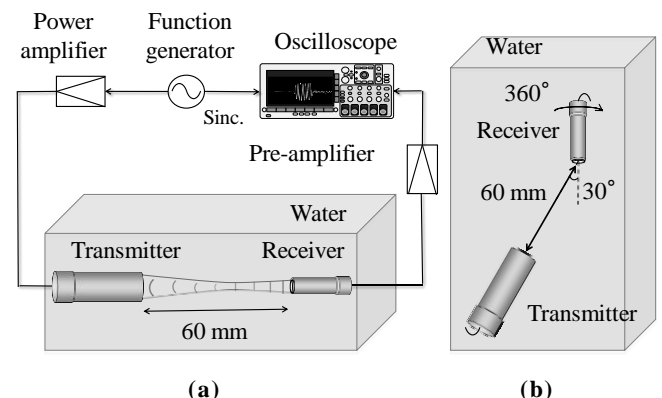 Power
amplifier
Function
generator
Oscilloscope
Sinc.
Pre-amplifier
Water
Transmitter
Receiver
60 mm
(a)
Water
360°
Receiver
60 mm
30°
Transmitter
(b)